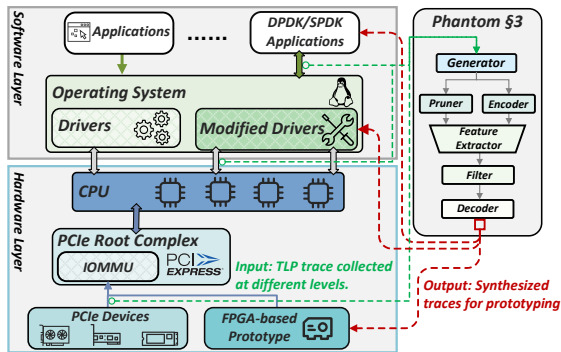 Software Layer
Applications
......
DPDK/SPDK
Applications
Operating System
Drivers
Modified Drivers
Hardware Layer
CPU
PCIe Root Complex
IOMMU
PCI
EXPRESS
Input: TLP trace collected
at different levels.
PCIe Devices
FPGA-based
Prototype
Phantom §3
Generator
Pruner
Encoder
Feature
Extractor
Filter
Decoder
Output: Synthesized
traces for prototyping